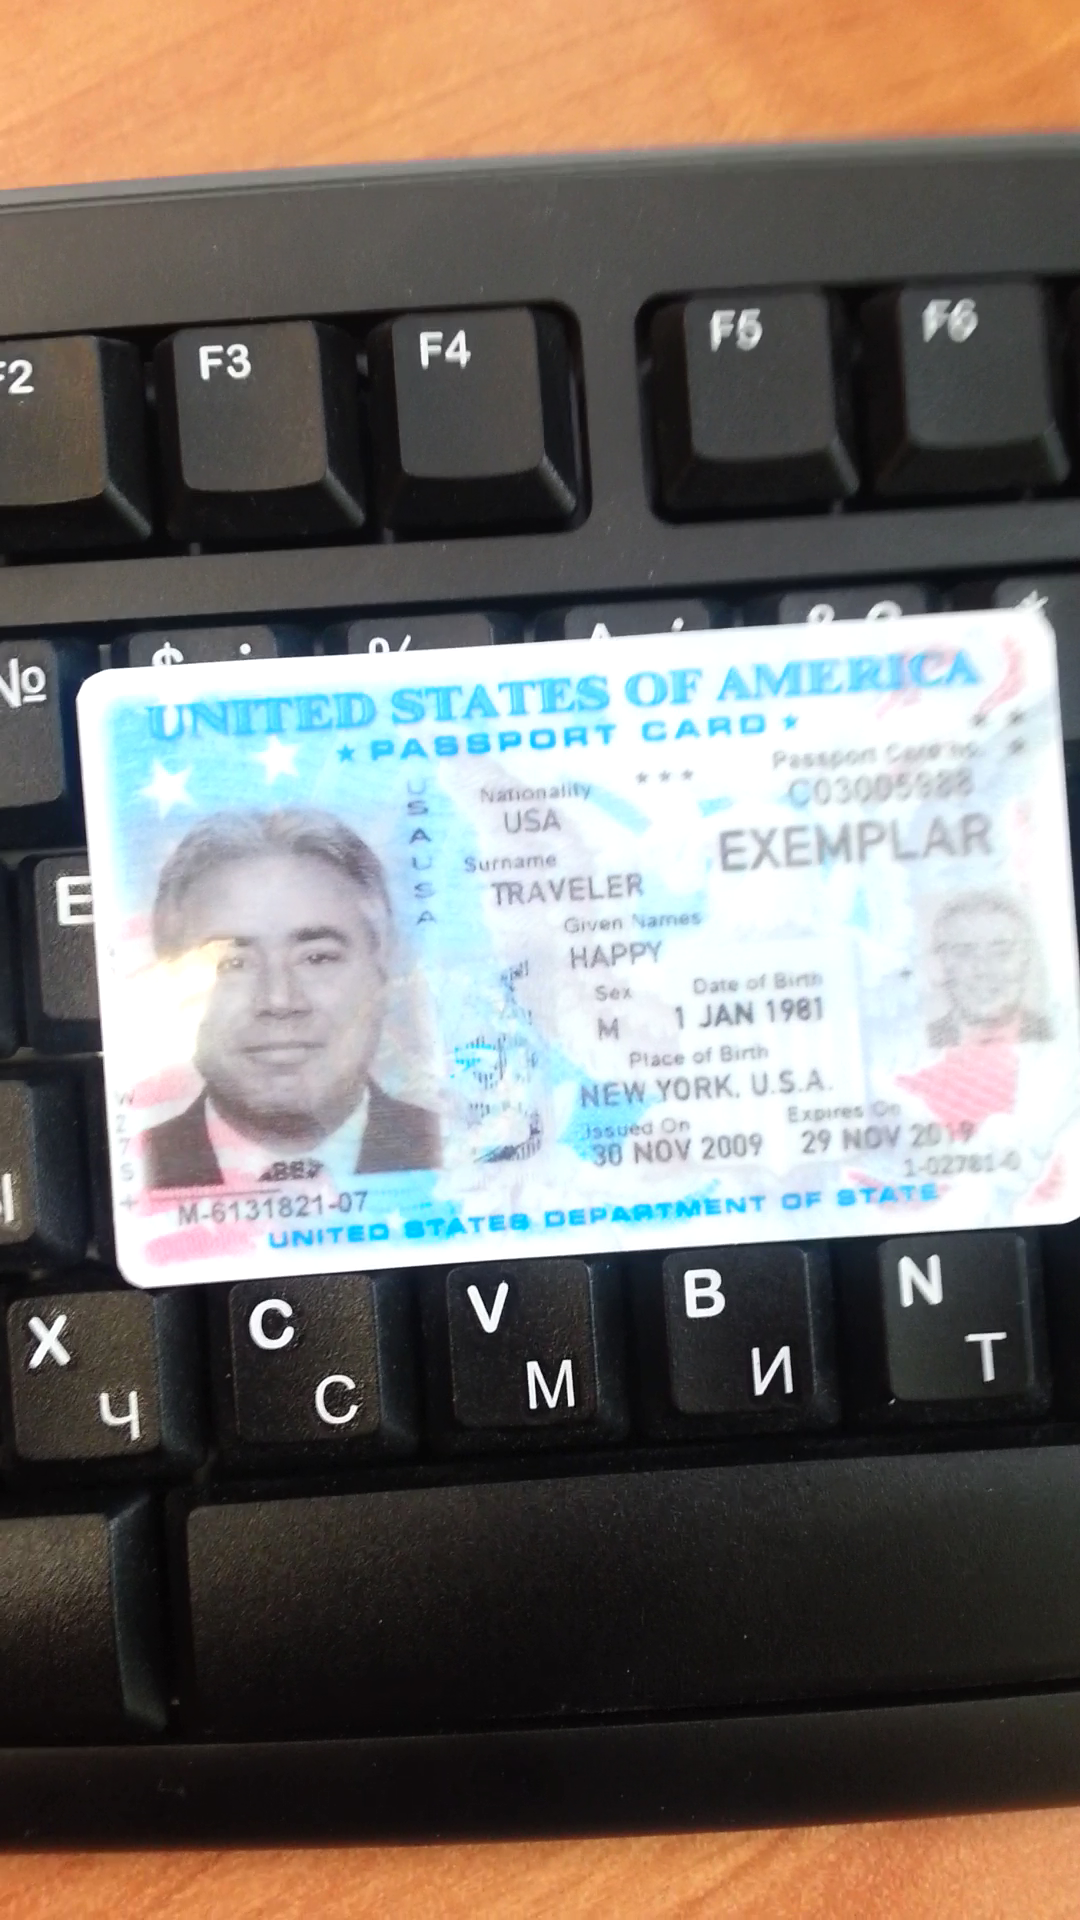 F2 F3 F4 F5 F6
№ $ ; % ^ : & ? *
E
UNITED STATES OF AMERICA
PASSPORT CARD
USAUSA
Nationality
USA
Passport Card no.
C03005988
EXEMPLAR
Surname
TRAVELER
Given Names
HAPPY
Sex Date of Birth
M 1 JAN 1981
Place of Birth
NEW YORK, U.S.A.
Issued On Expires On
30 NOV 2009 29 NOV 2019
1-02781-0
M-6131821-07
UNITED STATES DEPARTMENT OF STATE
X C V B N
Ч С М И Т